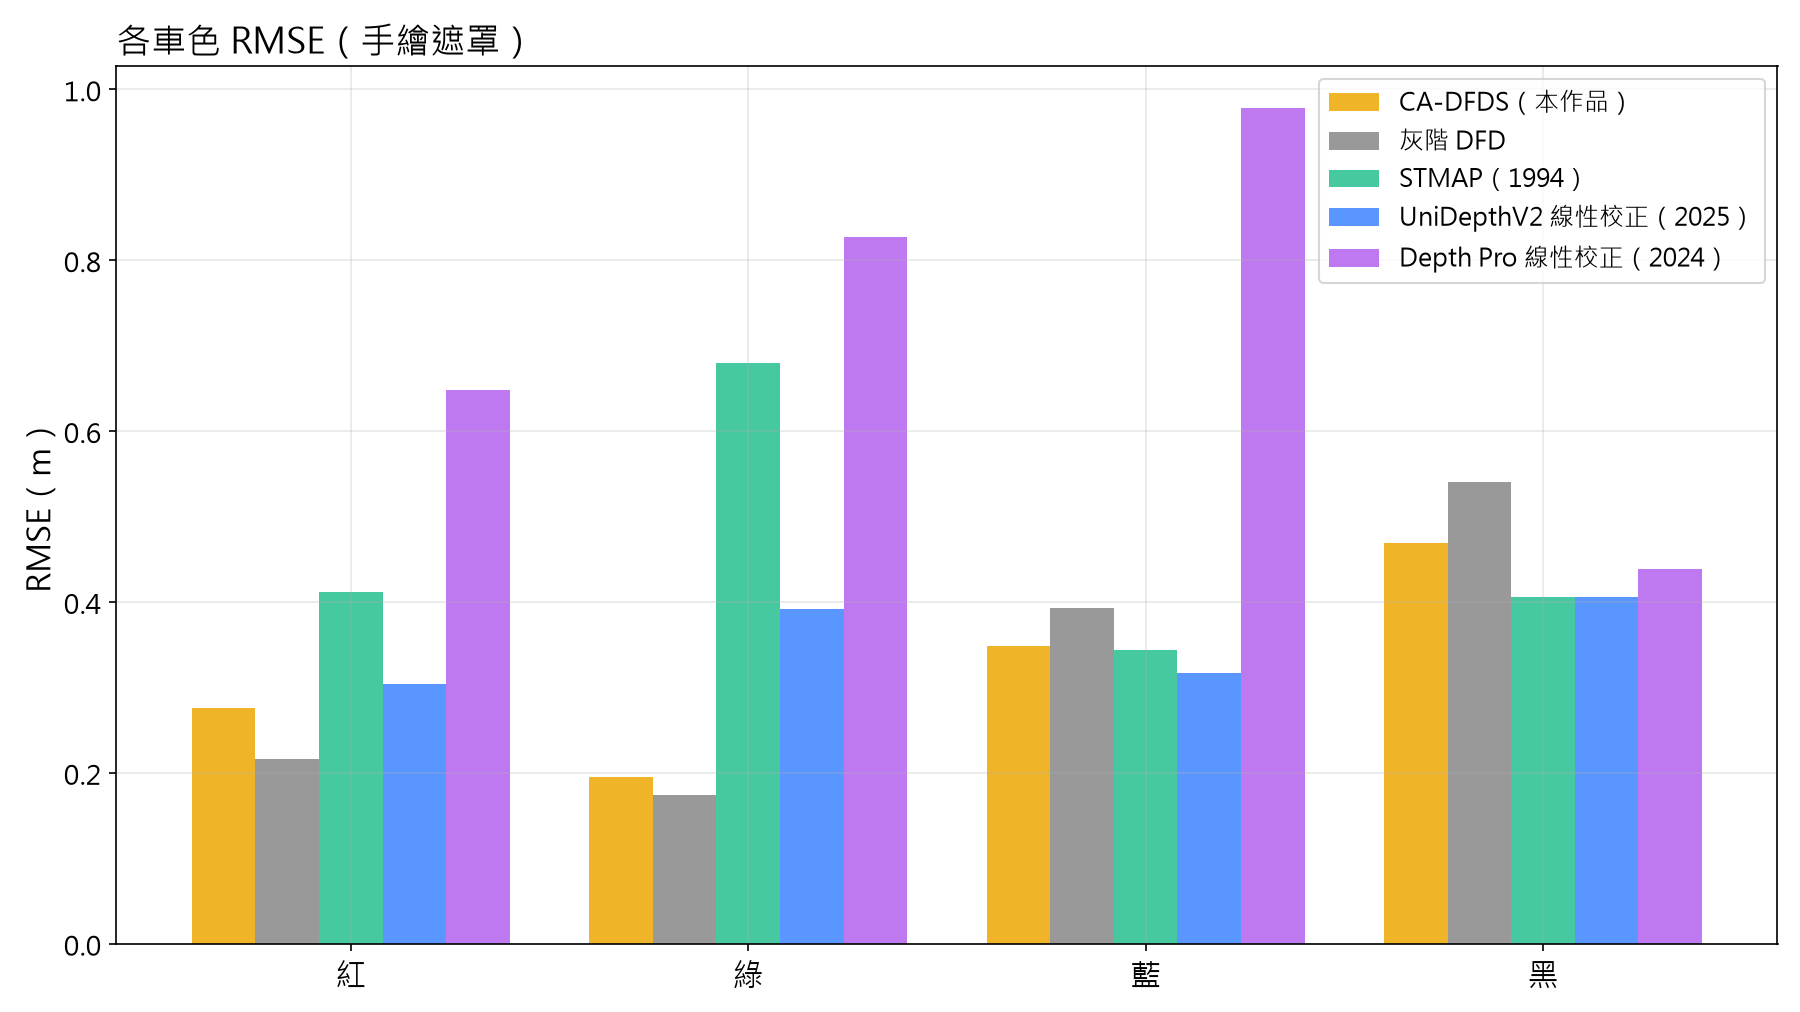 各車色 RMSE（手繪遮罩）
RMSE（m）
1.0
0.8
0.6
0.4
0.2
0.0
CA-DFDS（本作品）
灰階 DFD
STMAP（1994）
UniDepthV2 線性校正（2025）
Depth Pro 線性校正（2024）
紅
綠
藍
黑